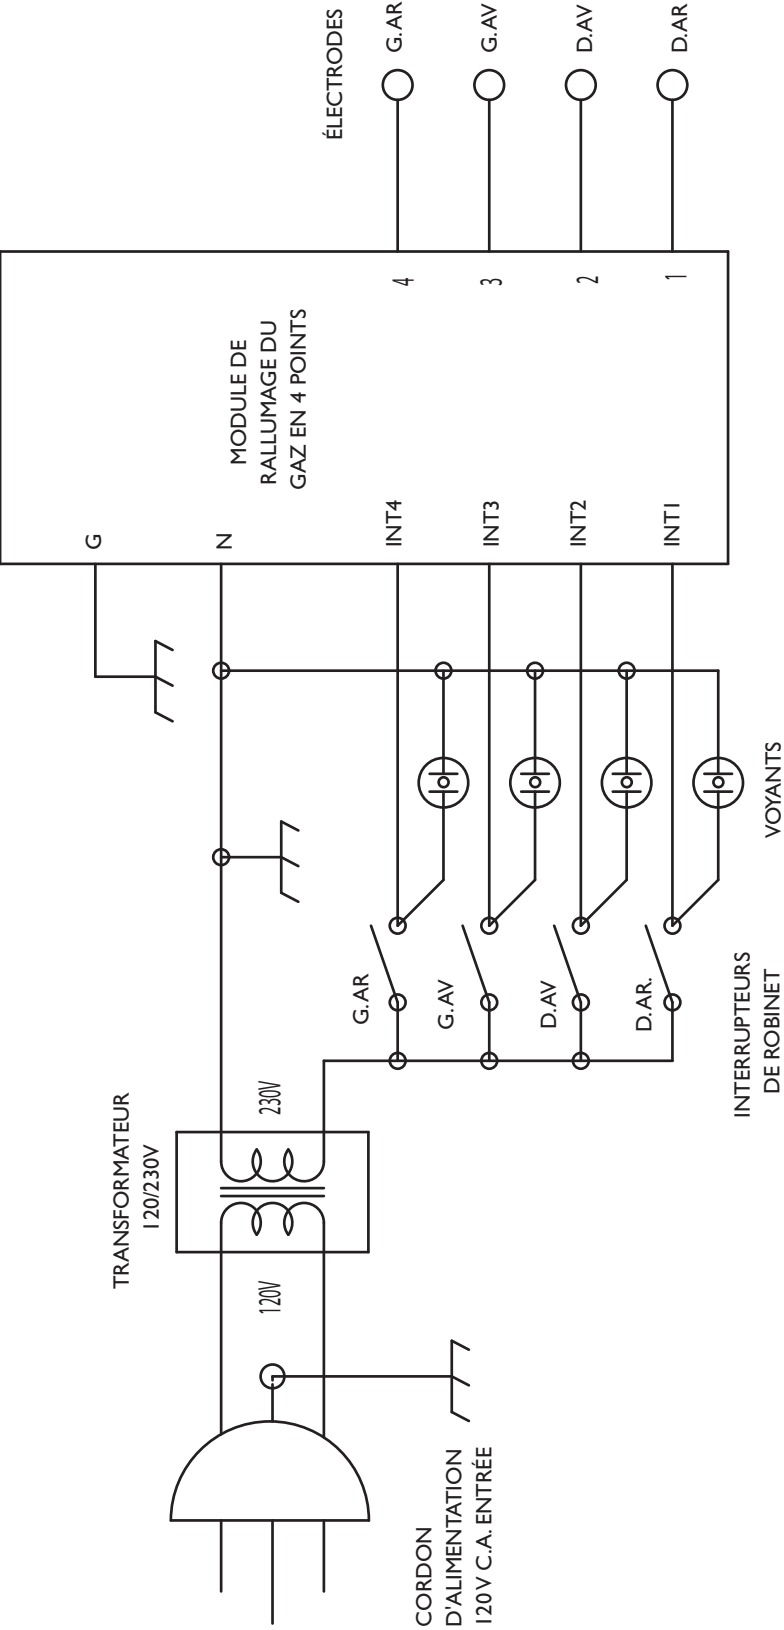 CORDON
D'ALIMENTATION
120V C.A. ENTRÉE
TRANSFORMATEUR
120/230V
120V
230V
G.AR
G.AV
D.AV
D.AR.
INTERRUPTEURS
DE ROBINET
VOYANTS
G
N
INT4
INT3
INT2
INT1
MODULE DE
RALLUMAGE DU
GAZ EN 4 POINTS
4
3
2
1
ÉLECTRODES
G.AR
G.AV
D.AV
D.AR